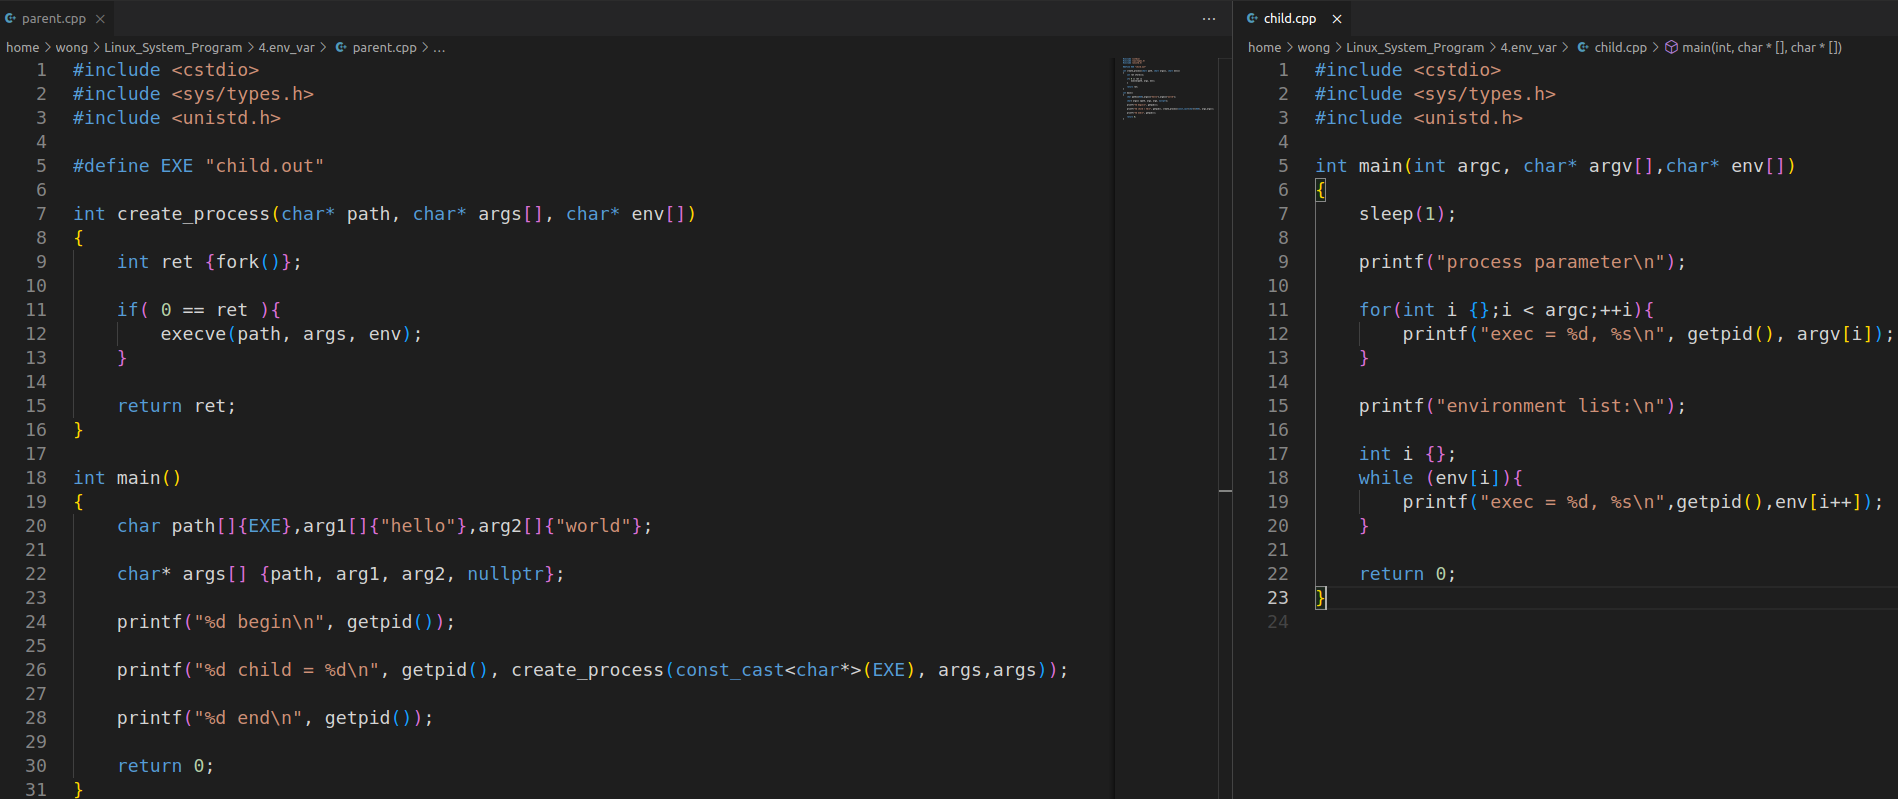 parent.cpp
home > wong > Linux_System_Program > 4.env_var > parent.cpp > ...
1 #include <cstdio>
2 #include <sys/types.h>
3 #include <unistd.h>
4
5 #define EXE "child.out"
6
7 int create_process(char* path, char* args[], char* env[])
8 {
9     int ret {fork()};
10
11     if( 0 == ret ){
12         execve(path, args, env);
13     }
14
15     return ret;
16 }
17
18 int main()
19 {
20     char path[]{EXE},arg1[]{"hello"},arg2[]{"world"};
21
22     char* args[] {path, arg1, arg2, nullptr};
23
24     printf("%d begin\n", getpid());
25
26     printf("%d child = %d\n", getpid(), create_process(const_cast<char*>(EXE), args,args));
27
28     printf("%d end\n", getpid());
29
30     return 0;
31 }
child.cpp
home > wong > Linux_System_Program > 4.env_var > child.cpp > main(int, char * [], char * [])
1 #include <cstdio>
2 #include <sys/types.h>
3 #include <unistd.h>
4
5 int main(int argc, char* argv[],char* env[])
6 {
7     sleep(1);
8
9     printf("process parameter\n");
10
11     for(int i {};i < argc;++i){
12         printf("exec = %d, %s\n", getpid(), argv[i]);
13     }
14
15     printf("environment list:\n");
16
17     int i {};
18     while (env[i]){
19         printf("exec = %d, %s\n",getpid(),env[i++]);
20     }
21
22     return 0;
23 }
24